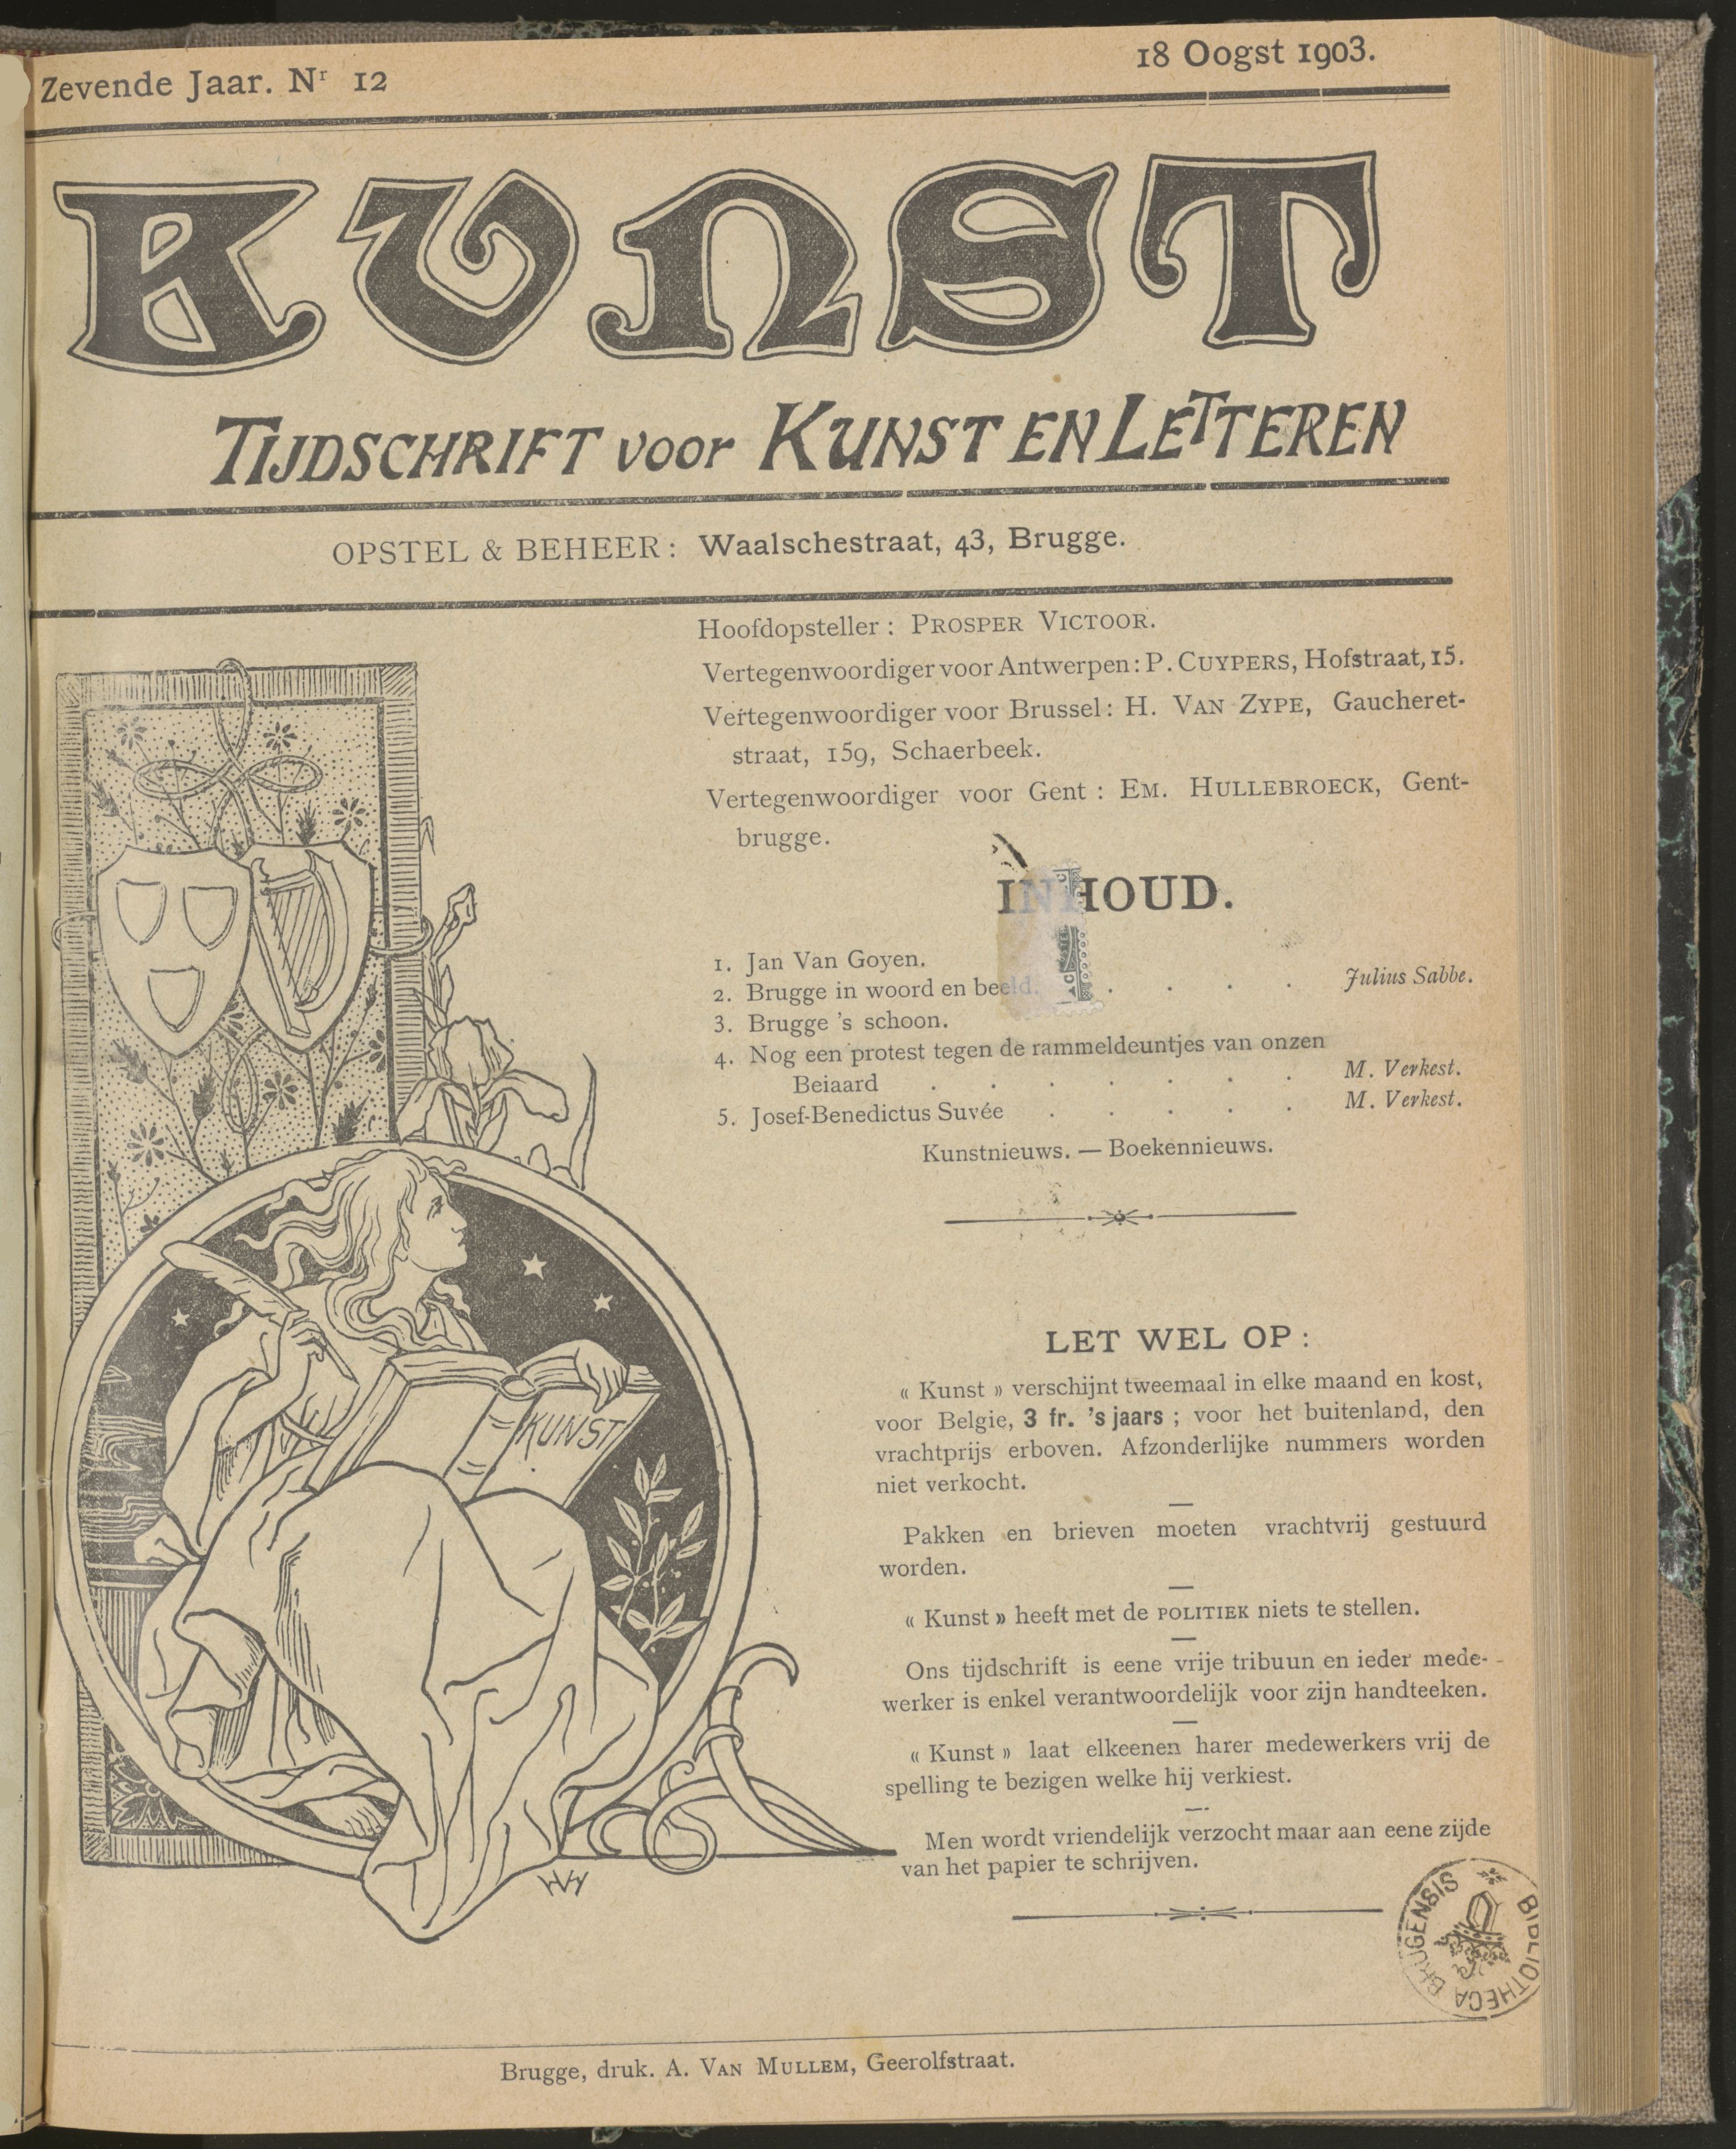 Zevende Jaar. Nr 12
18 Oogst 1903.
KUNST
TIJDSCHRIFT voor KUNST EN LETTEREN
OPSTEL & BEHEER: Waalschestraat, 43, Brugge.
Hoofdopsteller: PROSPER VICTOOR.
Vertegenwoordiger voor Antwerpen: P. CUYPERS, Hofstraat, 15.
Vertegenwoordiger voor Brussel: H. VAN ZYPE, Gaucheret-
straat, 159, Schaerbeek.
Vertegenwoordiger voor Gent: EM. HULLEBROECK, Gent-
brugge.
INHOUD.
1. Jan Van Goyen.
2. Brugge in woord en beeld. . . . . Julius Sabbe.
3. Brugge 's schoon.
4. Nog een protest tegen de rammeldeuntjes van onzen
Beiaard . . . . . . . M. Verkest.
5. Josef-Benedictus Suvée . . . . . M. Verkest.
Kunstnieuws. — Boekennieuws.
LET WEL OP:
« Kunst » verschijnt tweemaal in elke maand en kost,
voor Belgie, 3 fr. 's jaars; voor het buitenland, den
vrachtprijs erboven. Afzonderlijke nummers worden
niet verkocht.
Pakken en brieven moeten vrachtvrij gestuurd
worden.
« Kunst » heeft met de POLITIEK niets te stellen.
Ons tijdschrift is eene vrije tribuun en ieder mede-
werker is enkel verantwoordelijk voor zijn handteeken.
« Kunst » laat elkeenen harer medewerkers vrij de
spelling te bezigen welke hij verkiest.
Men wordt vriendelijk verzocht maar aan eene zijde
van het papier te schrijven.
KUNST
BIBLIOTHECA BRUGENSIS
Brugge, druk. A. VAN MULLEM, Geerolfstraat.